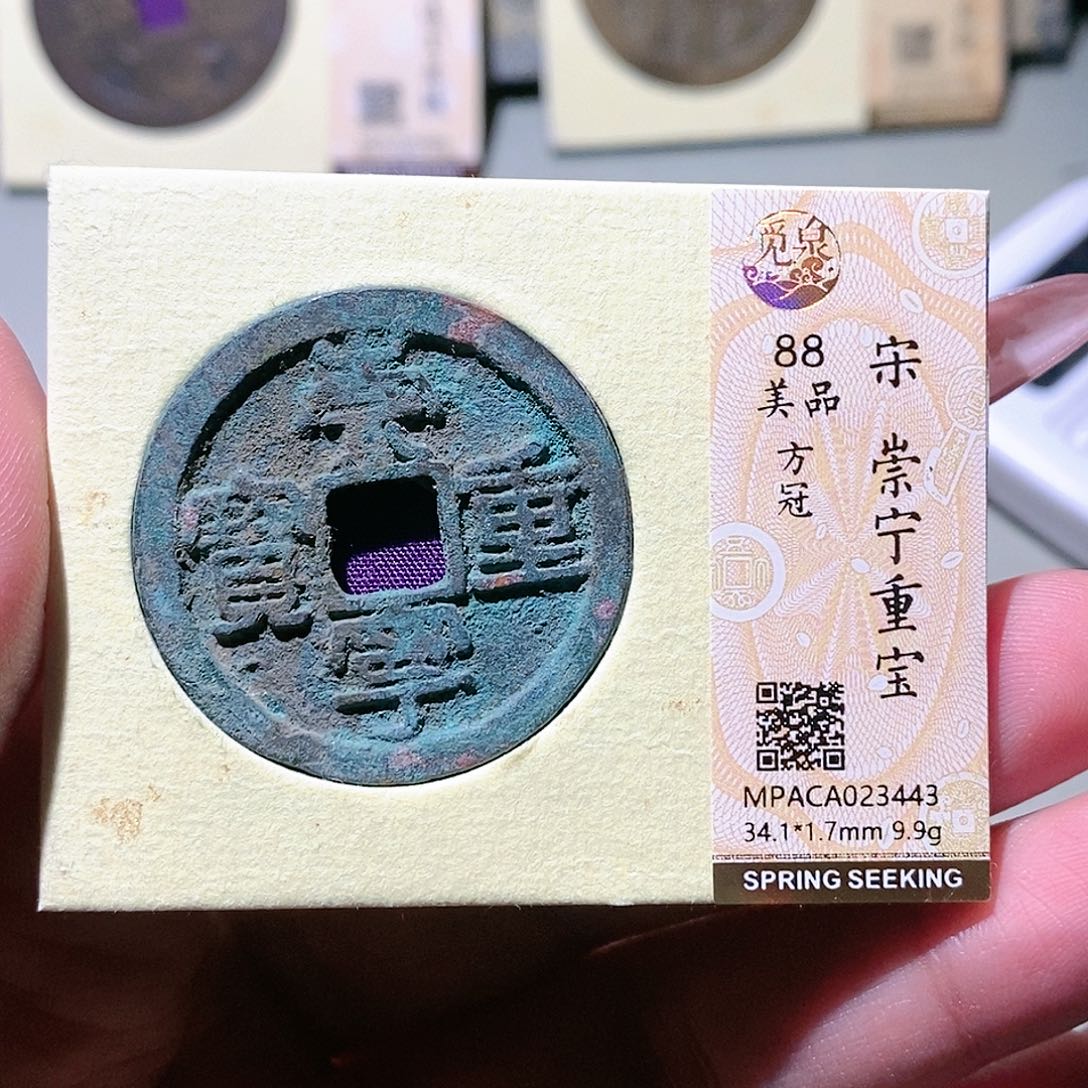 崇
寧
重
寳
觅泉
88
美品
方冠
宋 崇宁重宝
MPACA023443
34.1*1.7mm 9.9g
SPRING SEEKING